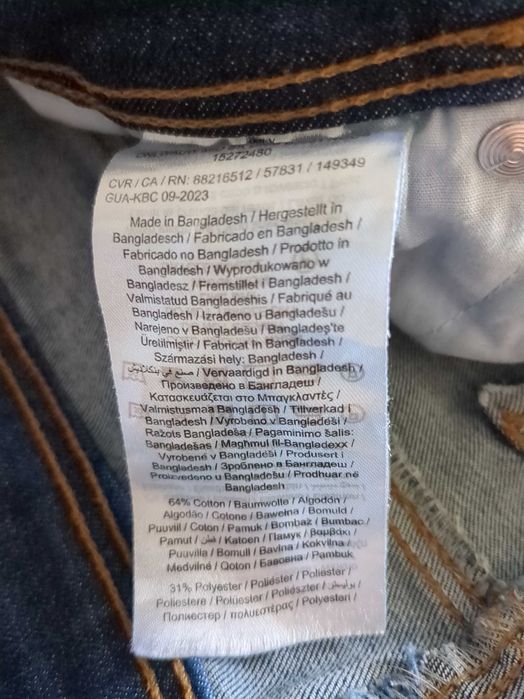 15272480
CVR / CA / RN: 88216512 / 57831 / 149349
GUA-KBC 09-2023
Made in Bangladesh / Hergestellt in
Bangladesch / Fabricado en Bangladesh /
Fabricado no Bangladesh / Prodotto in
Bangladesh / Wyprodukowano w
Bangladesz / Fremstillet i Bangladesh /
Valmistatud Bangladeshis / Fabriqué au
Bangladesh / Izrađeno u Bangladešu /
Narejeno v Bangladešu / Bangladeş'te
Üretilmiştir / Fabricat în Bangladesh /
Származási hely: Bangladesh /
صنع في بنگلاديش / Vervaardigd in Bangladesh /
Произведено в Бангладеш /
Κατασκευάζεται στο Μπαγκλαντές /
Valmistusmaa Bangladesh / Tillverkad i
Bangladesh / Vyrobeno v Bangladéši /
Ražots Bangladeša / Pagaminimo šalis:
Bangladešas / Magħmul fil-Bangladexx /
Vyrobené v Bangladéši / Produsert i
Bangladesh / Зроблено в Бангладеш /
Proizvedeno u Bangladešu / Prodhuar në
Bangladesh
64% Cotton / Baumwolle / Algodón /
Algodão / Cotone / Bawełna / Bomuld /
Puuvill / Coton / Pamuk / Bombaž / Bumbac /
Pamut / قطن / Katoen / Памук / Βαμβάκι /
Puuvilla / Bomull / Bavlna / Kokvilna /
Medvilnė / Qoton / Бавовна / Pambuk
31% Polyester / Poliéster / Poliester /
Poliestere / Polüester / Poliészter / بوليستر /
Полиестер / πολυεστέρας / Polyesteri /